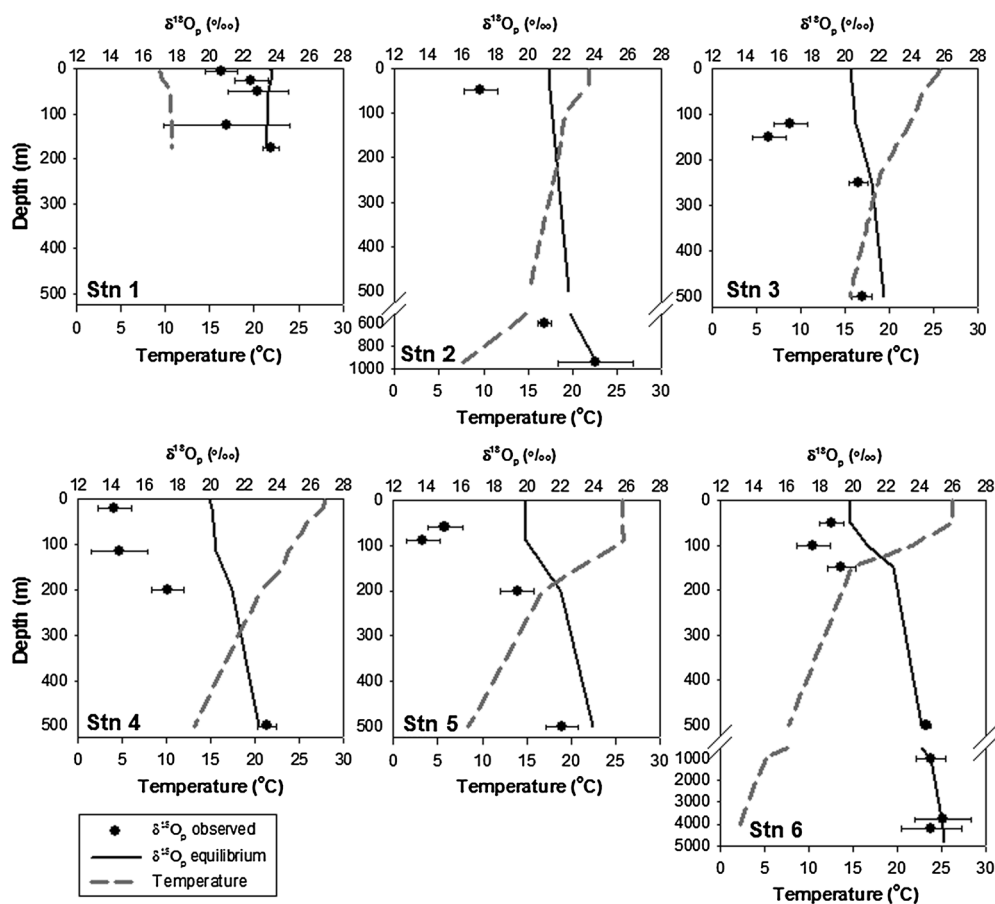 δ¹⁸Oₚ (º/ₒₒ) δ¹⁸Oₚ (º/ₒₒ) δ¹⁸Oₚ (º/ₒₒ)
12 14 16 18 20 22 24 26 28 12 14 16 18 20 22 24 26 28 12 14 16 18 20 22 24 26 28
0 0 0
100 100 100
200 200 200
300 300 300
400 400 400
500 500 500
Depth (m)
Stn 1 Stn 3
0 5 10 15 20 25 30 0 5 10 15 20 25 30
Temperature (°C) Temperature (°C)
600
800
1000
Stn 2
0 5 10 15 20 25 30
Temperature (°C)
δ¹⁸Oₚ (º/ₒₒ) δ¹⁸Oₚ (º/ₒₒ) δ¹⁸Oₚ (º/ₒₒ)
12 14 16 18 20 22 24 26 28 12 14 16 18 20 22 24 26 28 12 14 16 18 20 22 24 26 28
0 0 0
100 100 100
200 200 200
300 300 300
400 400 400
500 500 500
Depth (m)
Stn 4 Stn 5
0 5 10 15 20 25 30 0 5 10 15 20 25 30
Temperature (°C) Temperature (°C)
1000
2000
3000
4000
5000
Stn 6
0 5 10 15 20 25 30
Temperature (°C)
δ¹⁸Oₚ observed
δ¹⁸Oₚ equilibrium
Temperature